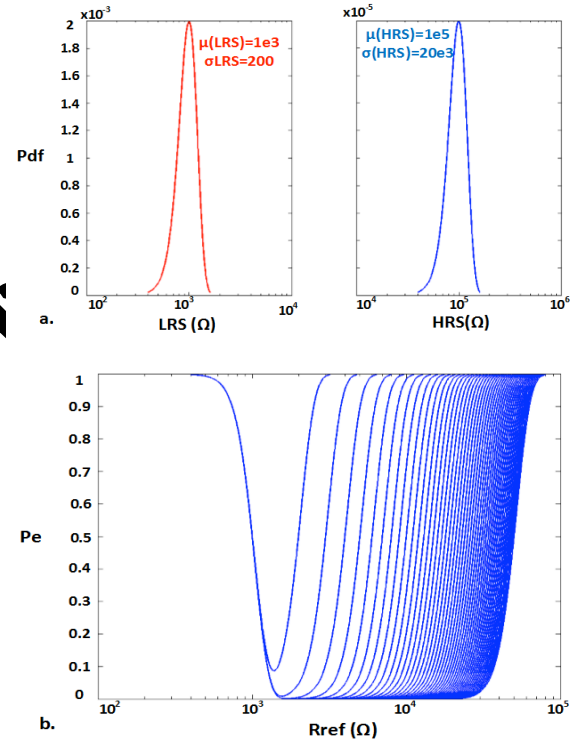 x10⁻³
x10⁻⁵
2
1.8
1.6
1.4
1.2
1
0.8
0.6
0.4
0.2
0
Pdf
μ(LRS)=1e3
σLRS=200
μ(HRS)=1e5
σ(HRS)=20e3
10² 10³ 10⁴
10⁴ 10⁵ 10⁶
a.
LRS (Ω)
HRS(Ω)
1
0.9
0.8
0.7
0.6
0.5
0.4
0.3
0.2
0.1
0
Pe
10² 10³ 10⁴ 10⁵
b.
Rref (Ω)